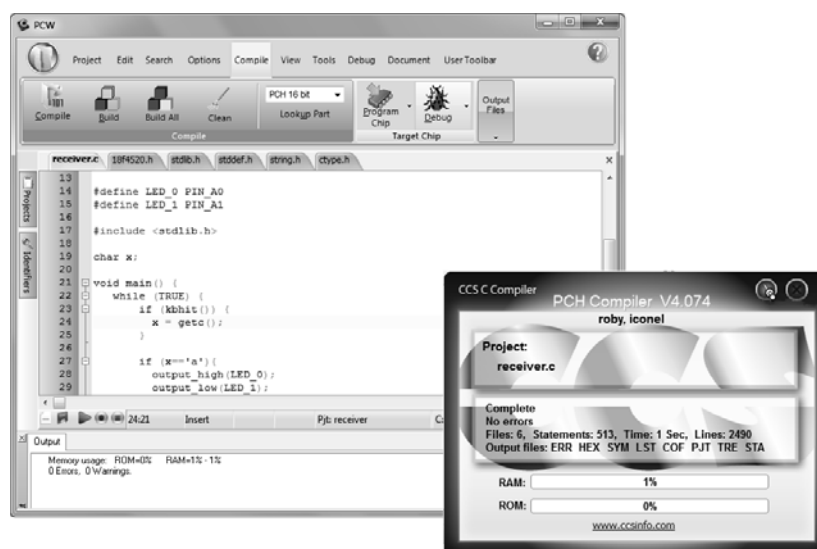 PCW
Project Edit Search Options Compile View Tools Debug Document User Toolbar
Compile Build Build All Clean
PCH 16 bit
Lookup Part
Program Chip
Debug
Output Files
Compile
Target Chip
receiver.c 18f4520.h stdlib.h stddef.h string.h ctype.h
Projects
Identifiers
13
14 #define LED_0 PIN_A0
15 #define LED_1 PIN_A1
16
17 #include <stdlib.h>
18
19 char x;
20
21 void main() {
22 while (TRUE) {
23 if (kbhit()) {
24 x = getc();
25 }
26
27 if (x=='a'){
28 output_high(LED_0);
29 output_low(LED_1);
24:21 Insert Pjt: receiver C:
Output
Memory usage: ROM=0% RAM=1% - 1%
0 Errors, 0 Warnings.
CCS C Compiler
PCH Compiler V4.074
roby, iconel
Project:
receiver.c
Complete
No errors
Files: 6, Statements: 513, Time: 1 Sec, Lines: 2490
Output files: ERR HEX SYM LST COF PJT TRE STA
RAM: 1%
ROM: 0%
www.ccsinfo.com